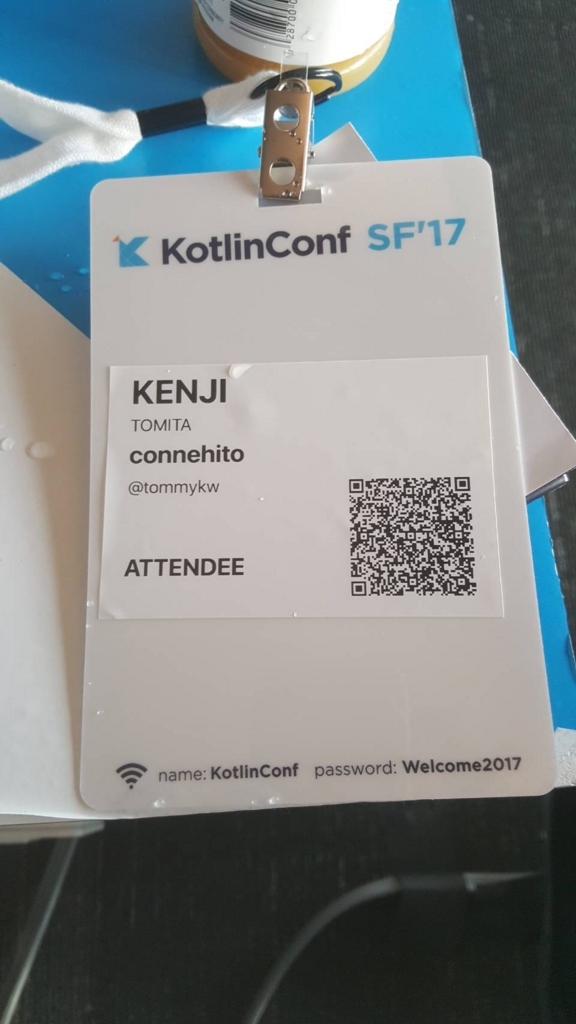 KotlinConf SF'17
KENJI
TOMITA
connehito
@tommykw
ATTENDEE
name: KotlinConf password: Welcome2017